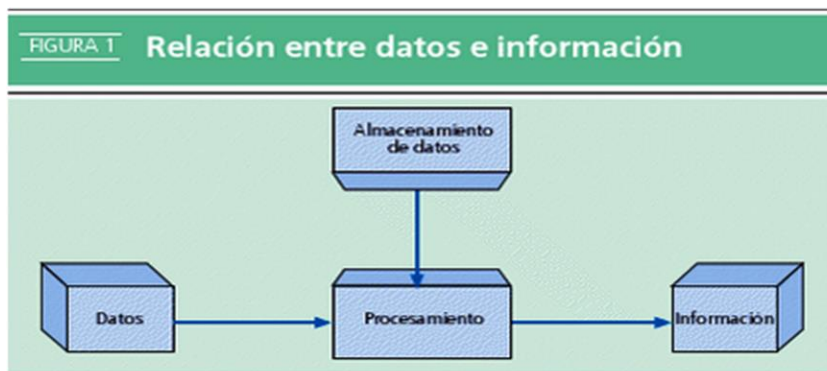 FIGURA 1 Relación entre datos e información
Almacenamiento
de datos
Datos
Procesamiento
Información